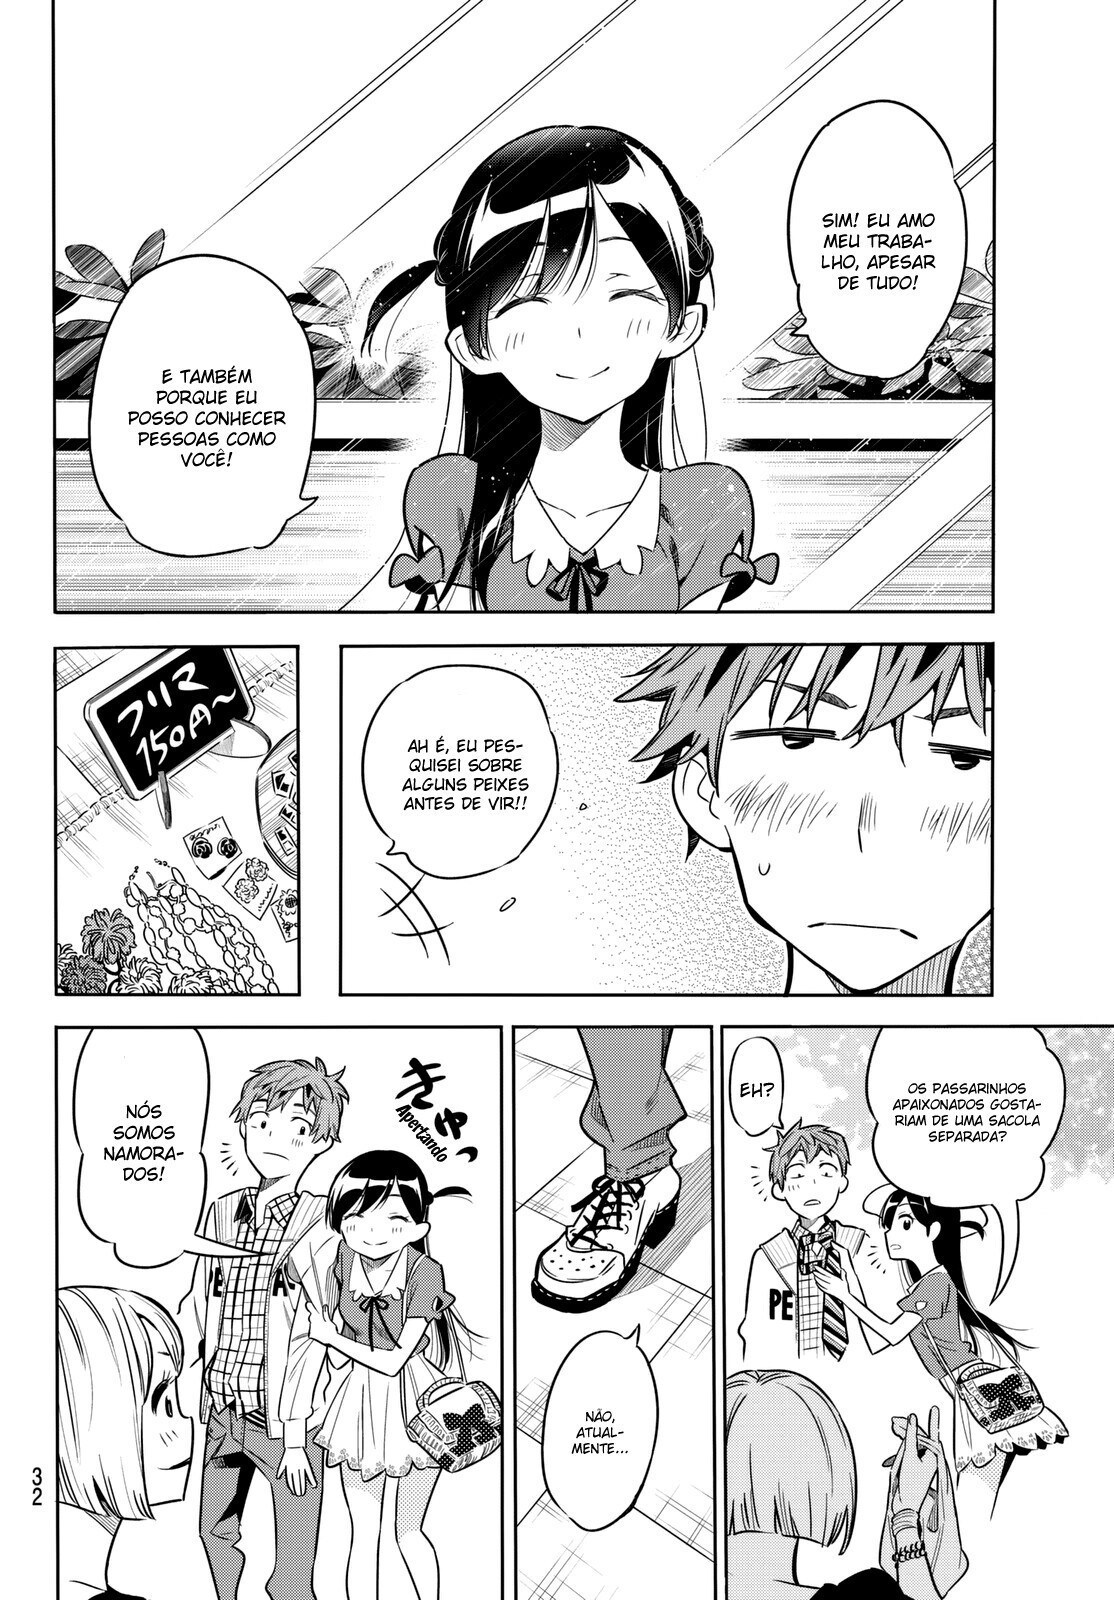 SIM! EU AMO
MEU TRABA-
LHO, APESAR
DE TUDO!
E TAMBÉM
PORQUE EU
POSSO CONHECER
PESSOAS COMO
VOCÊ!
AH É, EU PES-
QUISEI SOBRE
ALGUNS PEIXES
ANTES DE VIR!!
フリマ
150円~
OS PASSARINHOS
APAIXONADOS GOSTA-
RIAM DE UMA SACOLA
SEPARADA?
EH?
PE
NÃO,
ATUAL-
MENTE...
きゅっ
Apertando
NÓS
SOMOS
NAMORA-
DOS!
PE
32